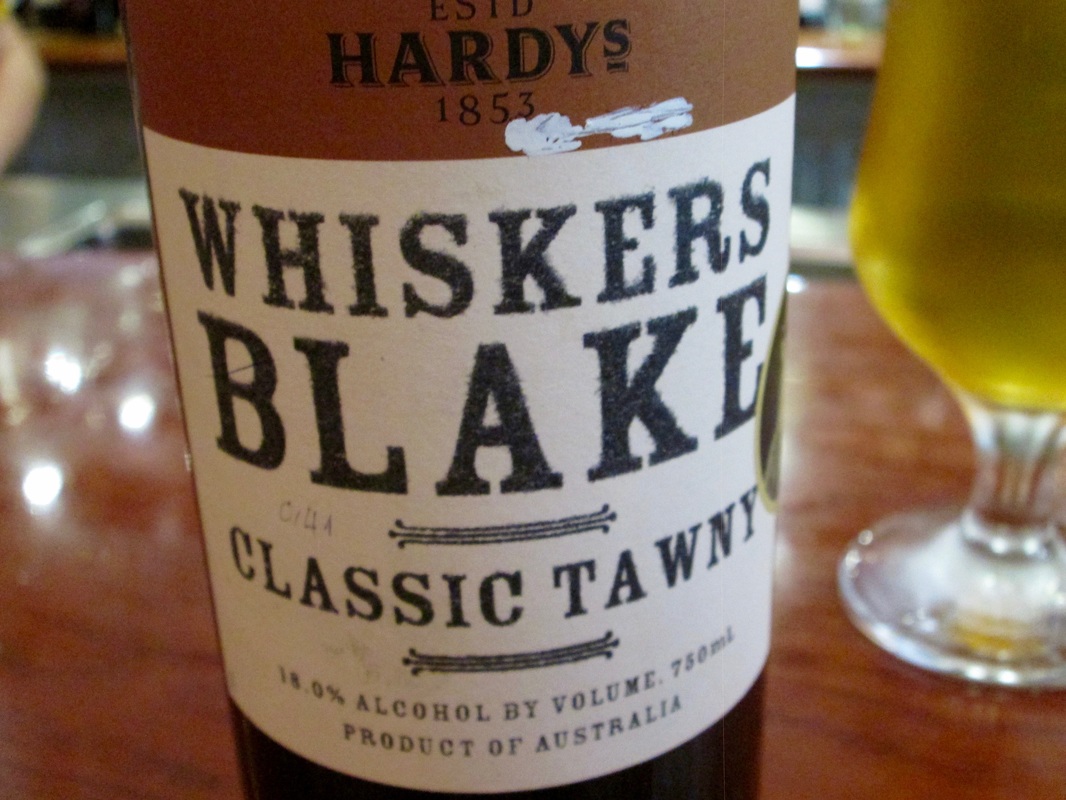 ESTD
HARDYS
1853
WHISKERS
BLAKE
CLASSIC TAWNY
18.0% ALCOHOL BY VOLUME. 750mL
PRODUCT OF AUSTRALIA